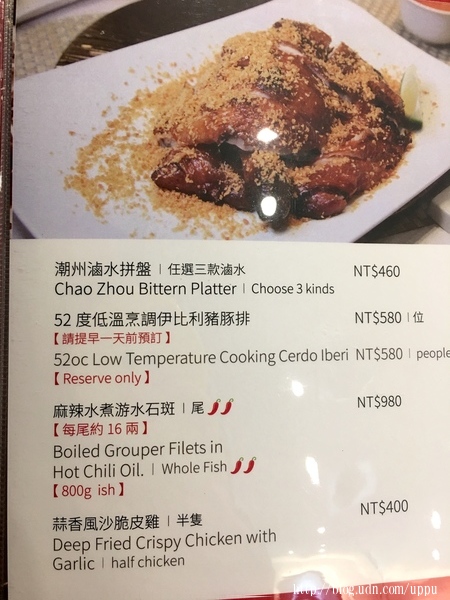 潮州滷水拼盤 | 任選三款滷水 NT$460
Chao Zhou Bittern Platter | Choose 3 kinds
52 度低溫烹調伊比利豬豚排 NT$580 | 位
【請提早一天前預訂】
52oc Low Temperature Cooking Cerdo Iberi NT$580 | people
【Reserve only】
麻辣水煮游水石斑 | 尾 NT$980
【每尾約 16 兩】
Boiled Grouper Filets in
Hot Chili Oil. | Whole Fish
【800g ish】
蒜香風沙脆皮雞 | 半隻 NT$400
Deep Fried Crispy Chicken with
Garlic | half chicken
http://blog.udn.com/uppu